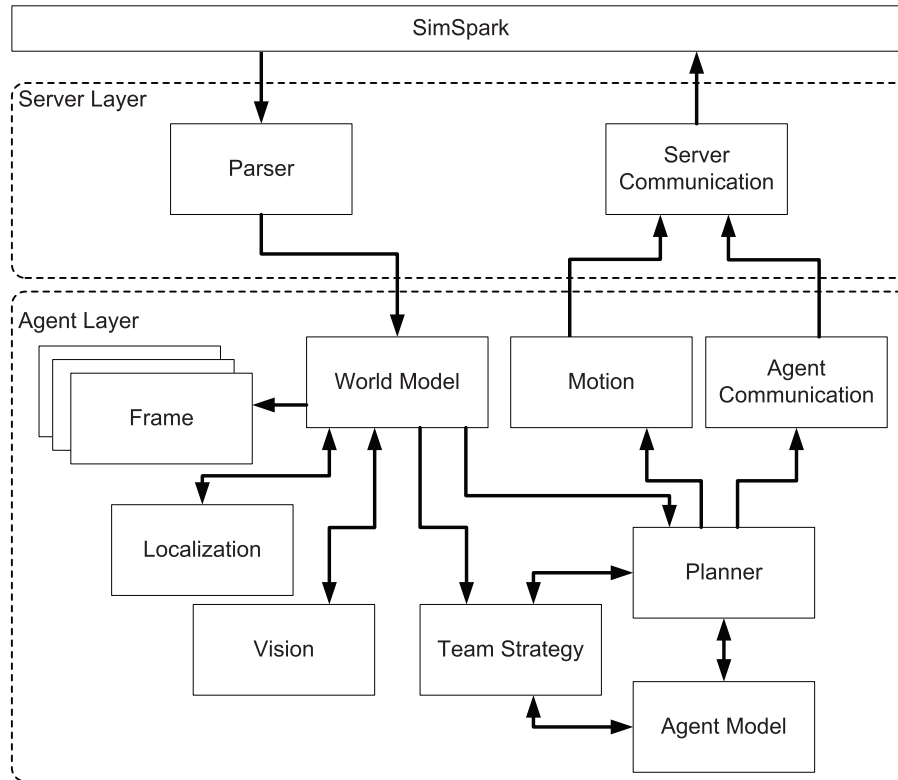 SimSpark
Server Layer
Parser
Server
Communication
Agent Layer
World Model
Motion
Agent
Communication
Frame
Localization
Planner
Vision
Team Strategy
Agent Model